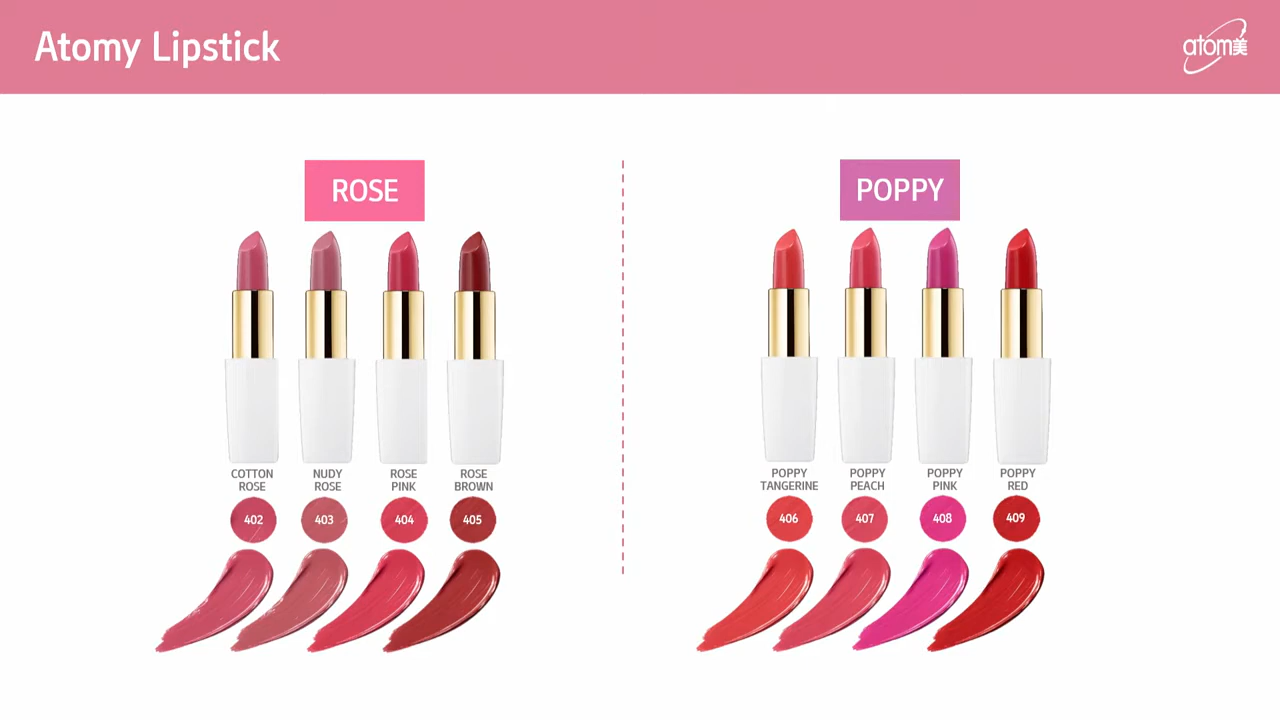 Atomy Lipstick
atom美
ROSE
COTTON
ROSE
NUDY
ROSE
ROSE
PINK
ROSE
BROWN
402
403
404
405
POPPY
POPPY
TANGERINE
POPPY
PEACH
POPPY
PINK
POPPY
RED
406
407
408
409